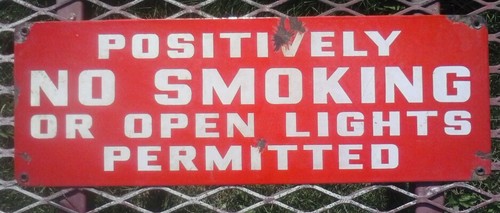 POSITIVELY
NO SMOKING
OR OPEN LIGHTS
PERMITTED